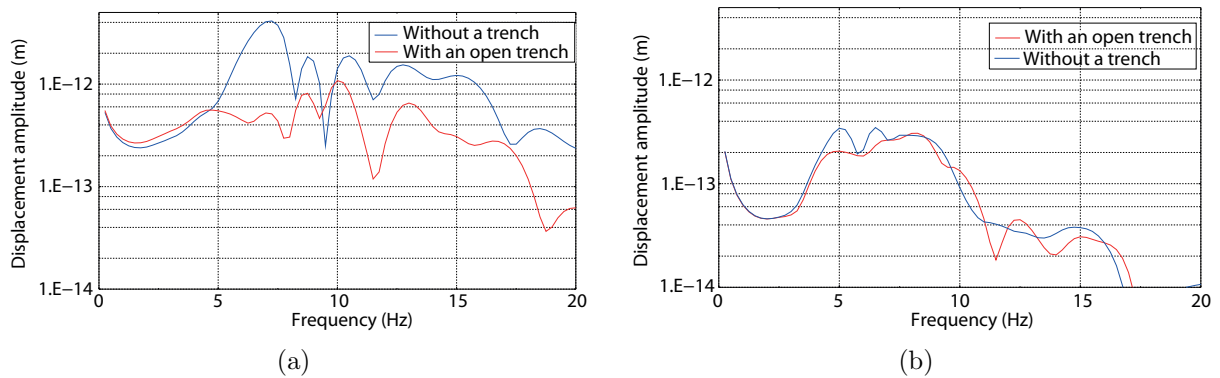 Without a trench
With an open trench
Displacement amplitude (m)
1.E−12
1.E−13
1.E−14
0 5 10 15 20
Frequency (Hz)
(a)
With an open trench
Without a trench
Displacement amplitude (m)
1.E−12
1.E−13
1.E−14
0 5 10 15 20
Frequency (Hz)
(b)